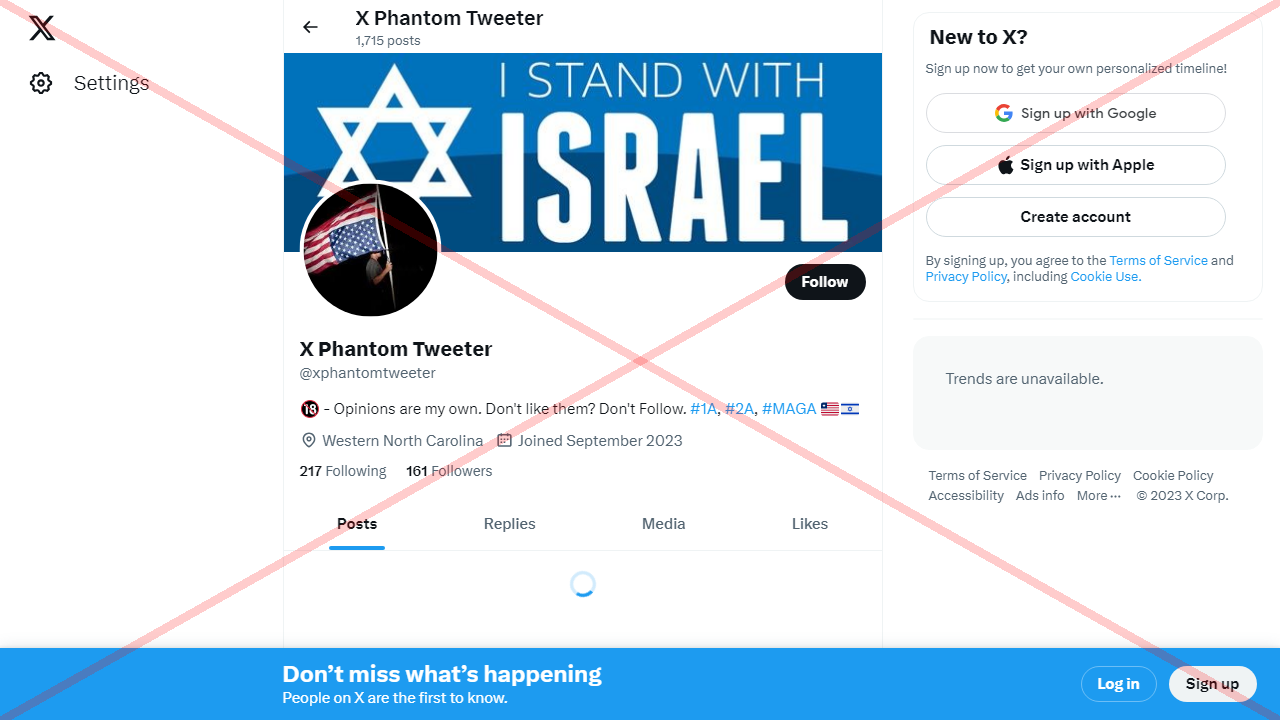 X Phantom Tweeter
1,715 posts
Settings
I STAND WITH
ISRAEL
Follow
X Phantom Tweeter
@xphantomtweeter
🔞 - Opinions are my own. Don't like them? Don't Follow. #1A, #2A, #MAGA 🇱🇷🇮🇱
Western North Carolina Joined September 2023
217 Following 161 Followers
Posts Replies Media Likes
New to X?
Sign up now to get your own personalized timeline!
Sign up with Google
Sign up with Apple
Create account
By signing up, you agree to the Terms of Service and
Privacy Policy, including Cookie Use.
Trends are unavailable.
Terms of Service Privacy Policy Cookie Policy
Accessibility Ads info More ··· © 2023 X Corp.
Don’t miss what’s happening
People on X are the first to know.
Log in Sign up